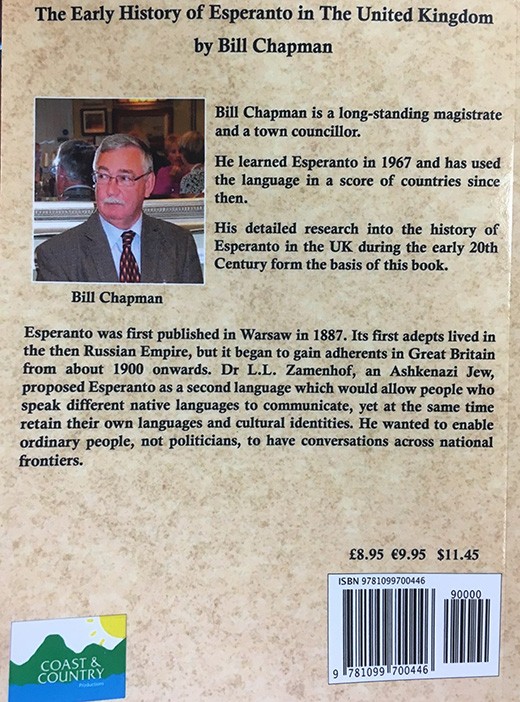 The Early History of Esperanto in The United Kingdom
by Bill Chapman
Bill Chapman is a long-standing magistrate
and a town councillor.
He learned Esperanto in 1967 and has used
the language in a score of countries since
then.
His detailed research into the history of
Esperanto in the UK during the early 20th
Century form the basis of this book.
Bill Chapman
Esperanto was first published in Warsaw in 1887. Its first adepts lived in
the then Russian Empire, but it began to gain adherents in Great Britain
from about 1900 onwards. Dr L.L. Zamenhof, an Ashkenazi Jew,
proposed Esperanto as a second language which would allow people who
speak different native languages to communicate, yet at the same time
retain their own languages and cultural identities. He wanted to enable
ordinary people, not politicians, to have conversations across national
frontiers.
£8.95 €9.95 $11.45
ISBN 9781099700446
90000
9 781099 700446
COAST &
COUNTRY
Productions